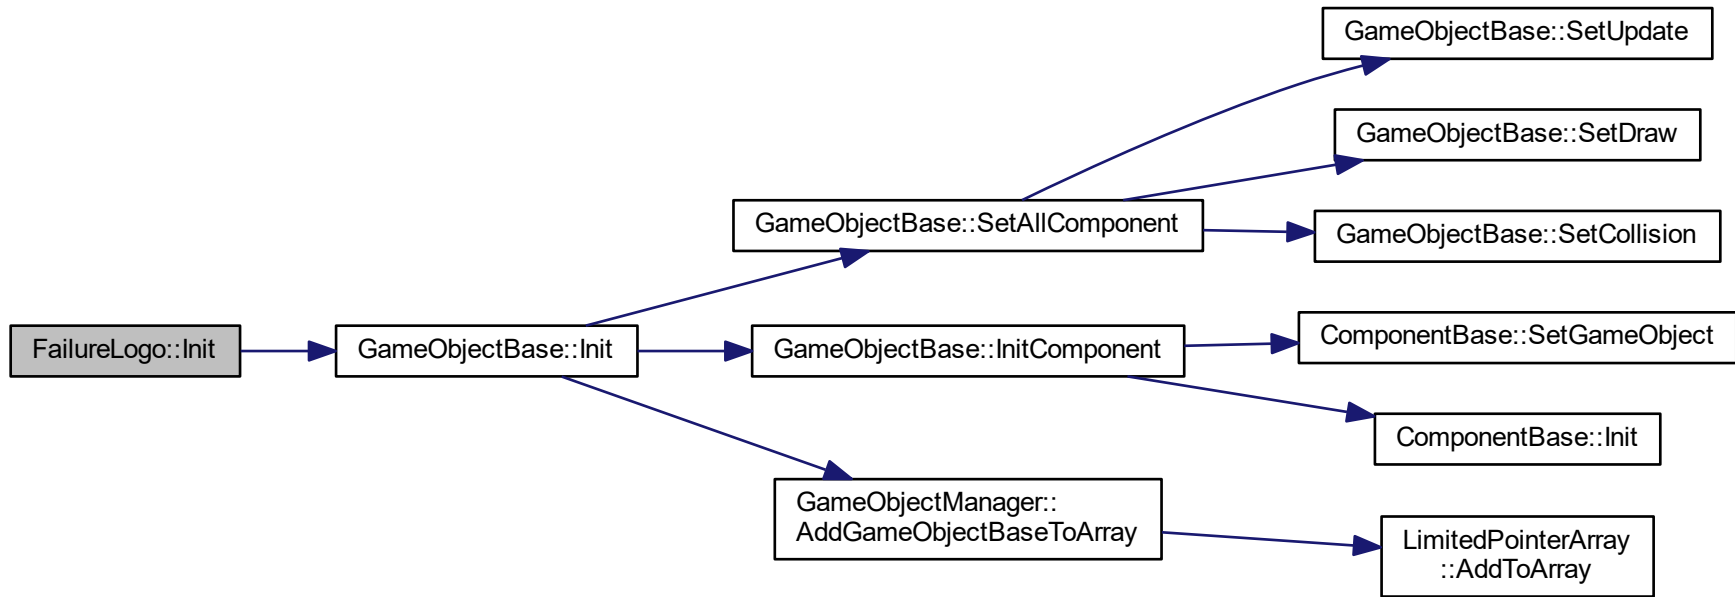 GameObjectBase::SetUpdate
GameObjectBase::SetDraw
GameObjectBase::SetAllComponent
GameObjectBase::SetCollision
FailureLogo::Init
GameObjectBase::Init
GameObjectBase::InitComponent
ComponentBase::SetGameObject
ComponentBase::Init
GameObjectManager::
AddGameObjectBaseToArray
LimitedPointerArray
::AddToArray